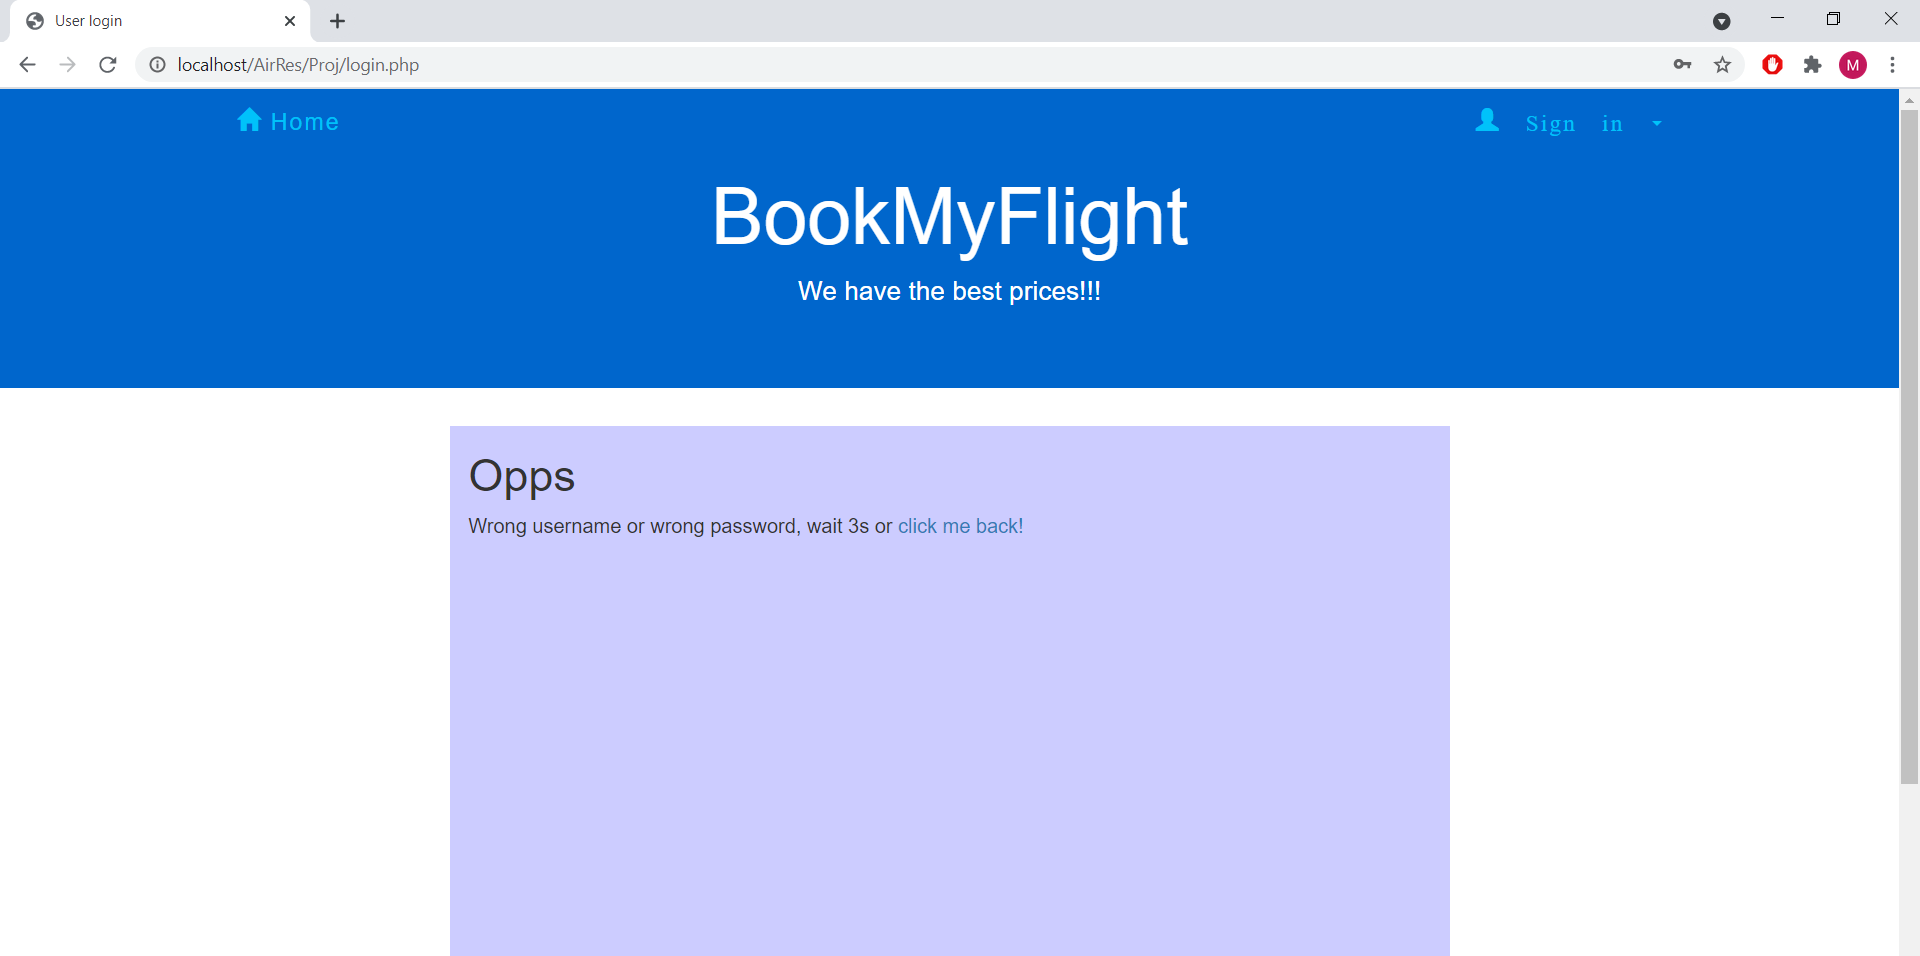 User login
localhost/AirRes/Proj/login.php
M
Home
Sign in
BookMyFlight
We have the best prices!!!
Opps
Wrong username or wrong password, wait 3s or click me back!